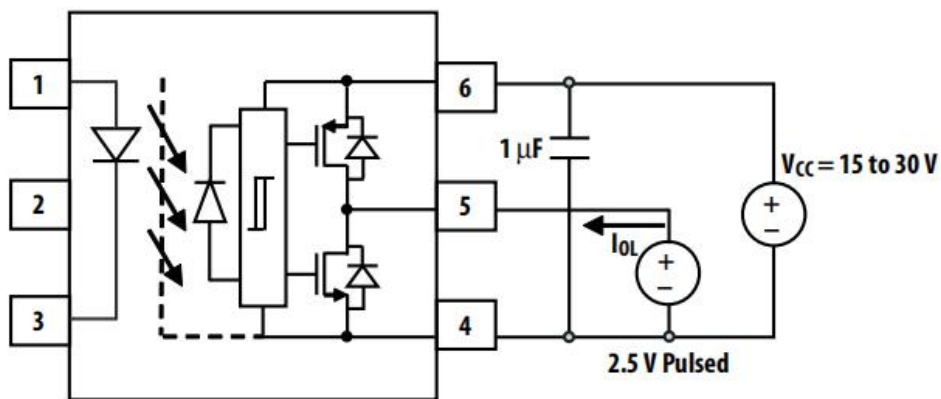 1
2
3
6
5
4
1 μF
V_CC = 15 to 30 V
+
−
I_OL
+
−
2.5 V Pulsed